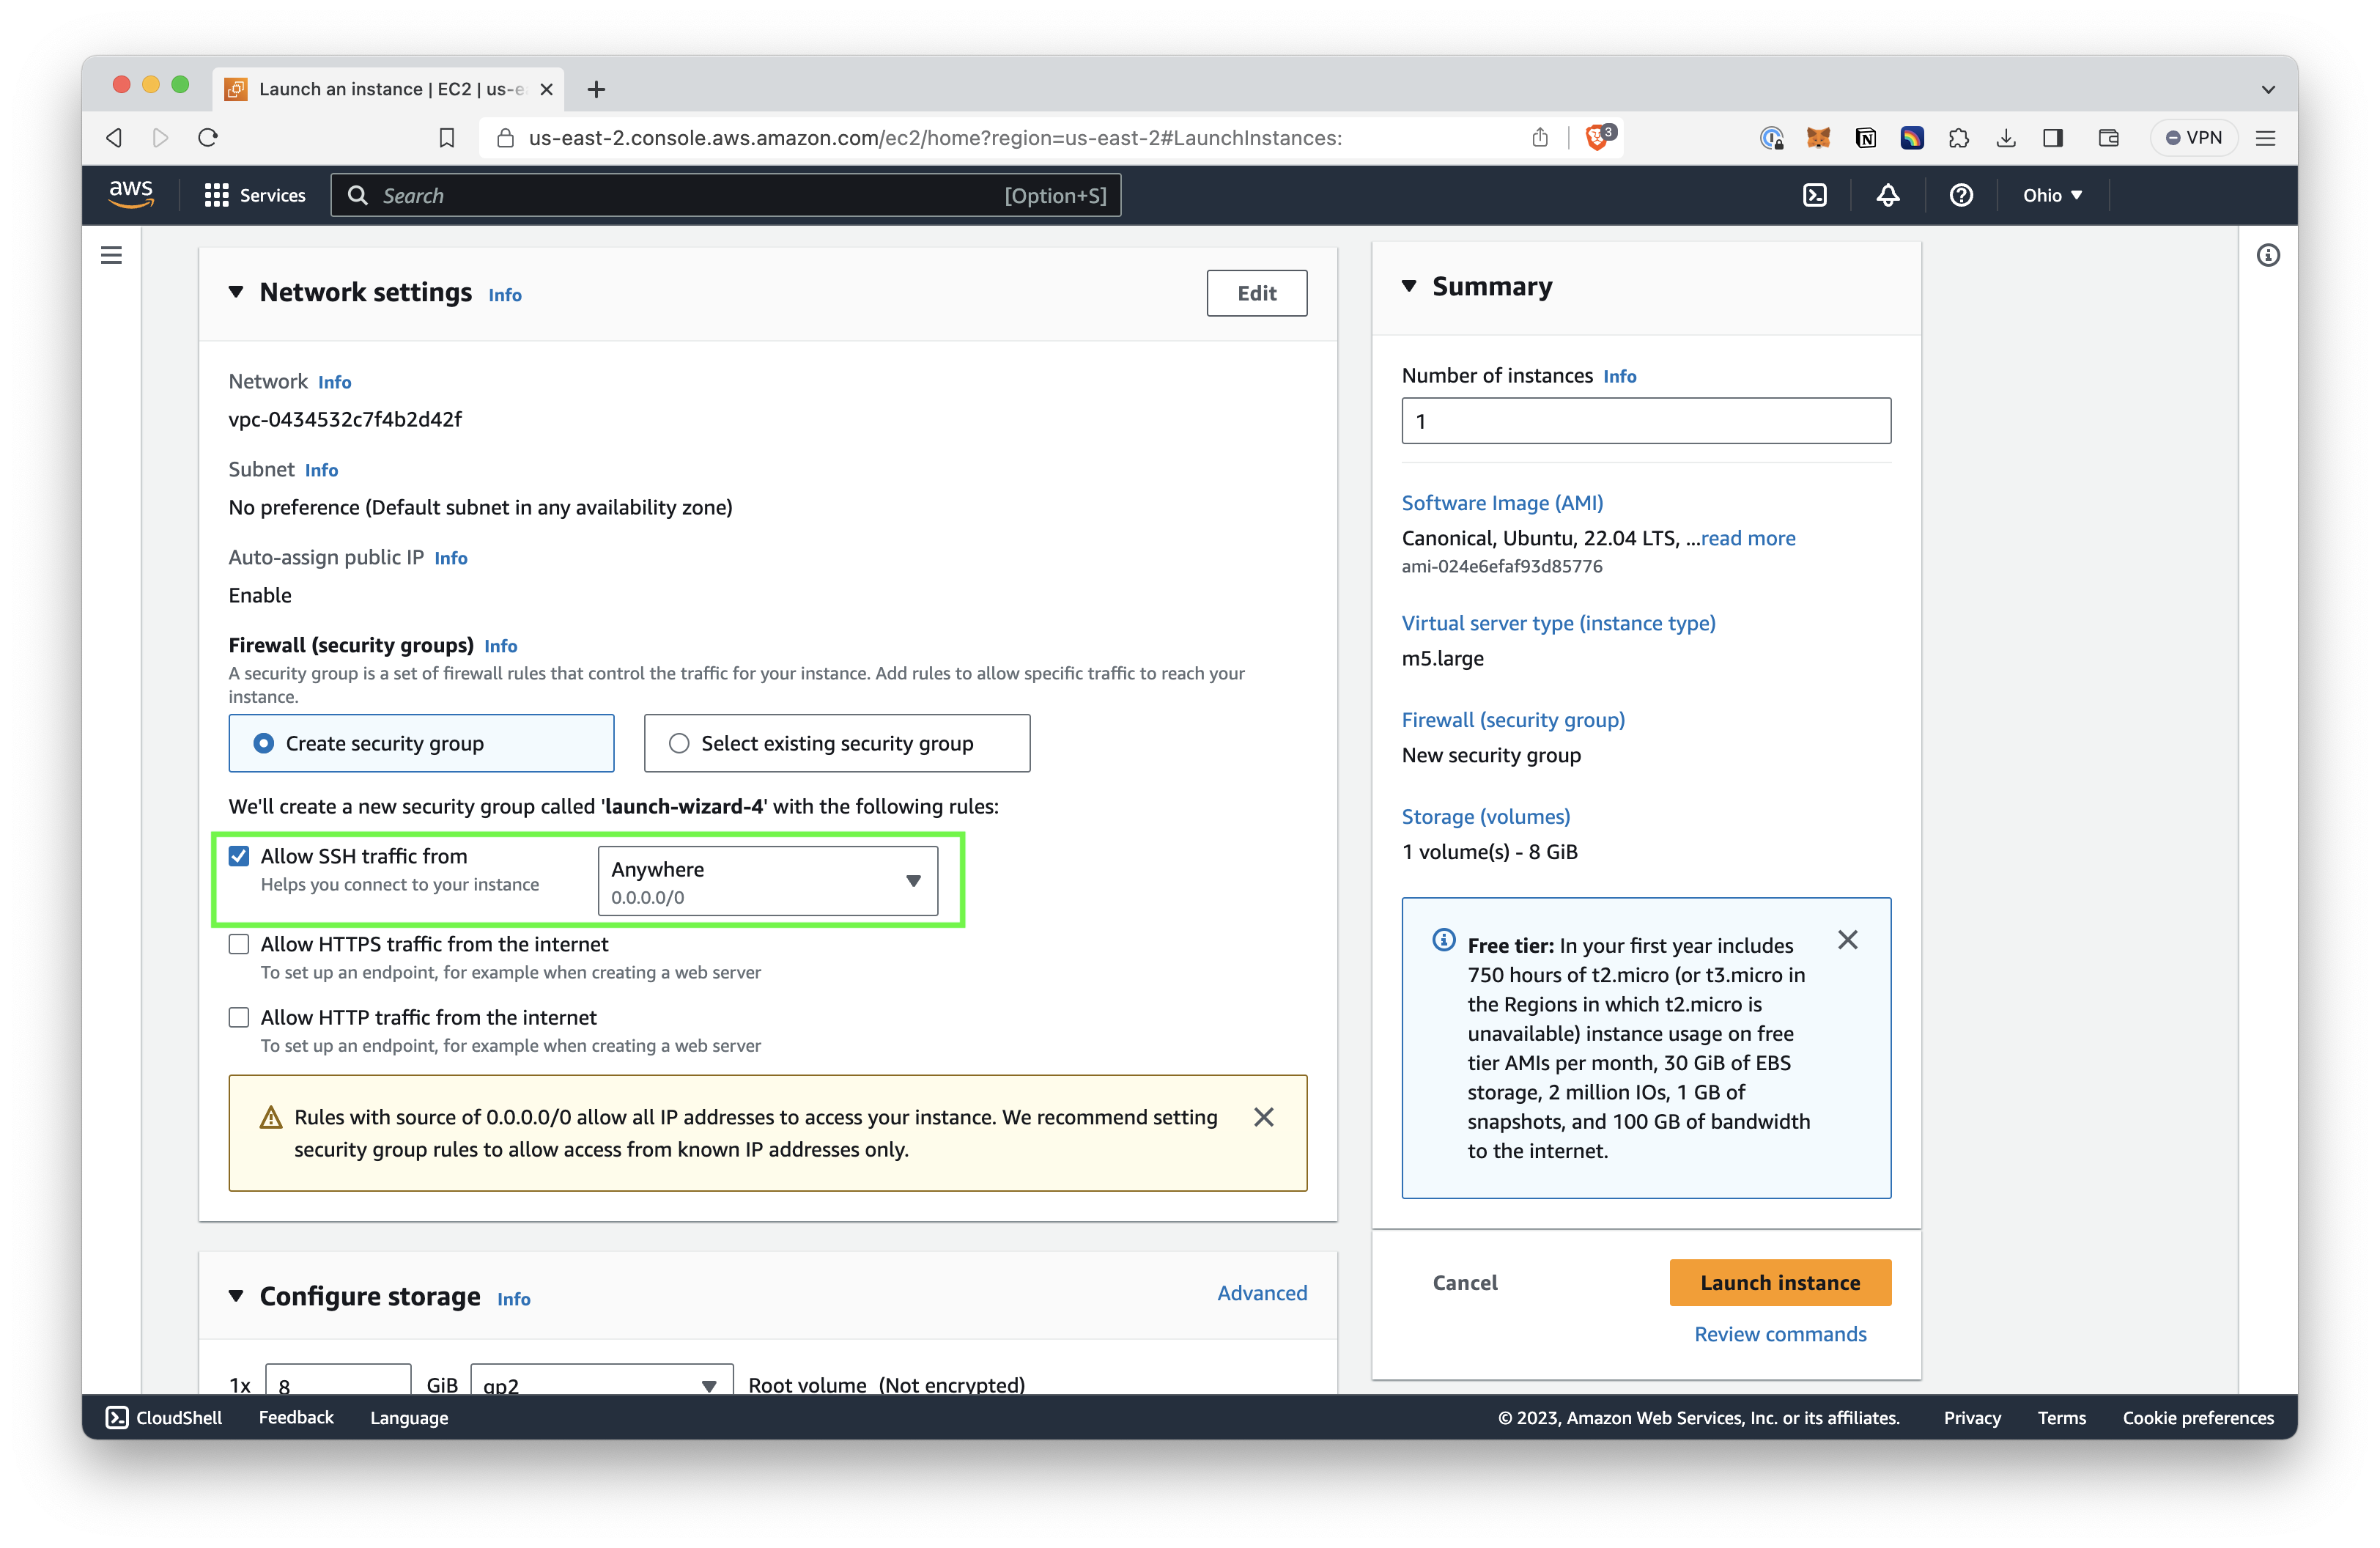 Launch an instance | EC2 | us-e
us-east-2.console.aws.amazon.com/ec2/home?region=us-east-2#LaunchInstances:
3
VPN
aws
Services
Search
[Option+S]
Ohio
Network settings Info
Edit
Network Info
vpc-0434532c7f4b2d42f
Subnet Info
No preference (Default subnet in any availability zone)
Auto-assign public IP Info
Enable
Firewall (security groups) Info
A security group is a set of firewall rules that control the traffic for your instance. Add rules to allow specific traffic to reach your
instance.
Create security group
Select existing security group
We'll create a new security group called 'launch-wizard-4' with the following rules:
Allow SSH traffic from
Helps you connect to your instance
Anywhere
0.0.0.0/0
Allow HTTPS traffic from the internet
To set up an endpoint, for example when creating a web server
Allow HTTP traffic from the internet
To set up an endpoint, for example when creating a web server
Rules with source of 0.0.0.0/0 allow all IP addresses to access your instance. We recommend setting
security group rules to allow access from known IP addresses only.
Configure storage Info
Advanced
1x 8 GiB gp2 Root volume (Not encrypted)
Summary
Number of instances Info
1
Software Image (AMI)
Canonical, Ubuntu, 22.04 LTS, ...read more
ami-024e6efaf93d85776
Virtual server type (instance type)
m5.large
Firewall (security group)
New security group
Storage (volumes)
1 volume(s) - 8 GiB
Free tier: In your first year includes
750 hours of t2.micro (or t3.micro in
the Regions in which t2.micro is
unavailable) instance usage on free
tier AMIs per month, 30 GiB of EBS
storage, 2 million IOs, 1 GB of
snapshots, and 100 GB of bandwidth
to the internet.
Cancel
Launch instance
Review commands
CloudShell
Feedback
Language
© 2023, Amazon Web Services, Inc. or its affiliates.
Privacy
Terms
Cookie preferences